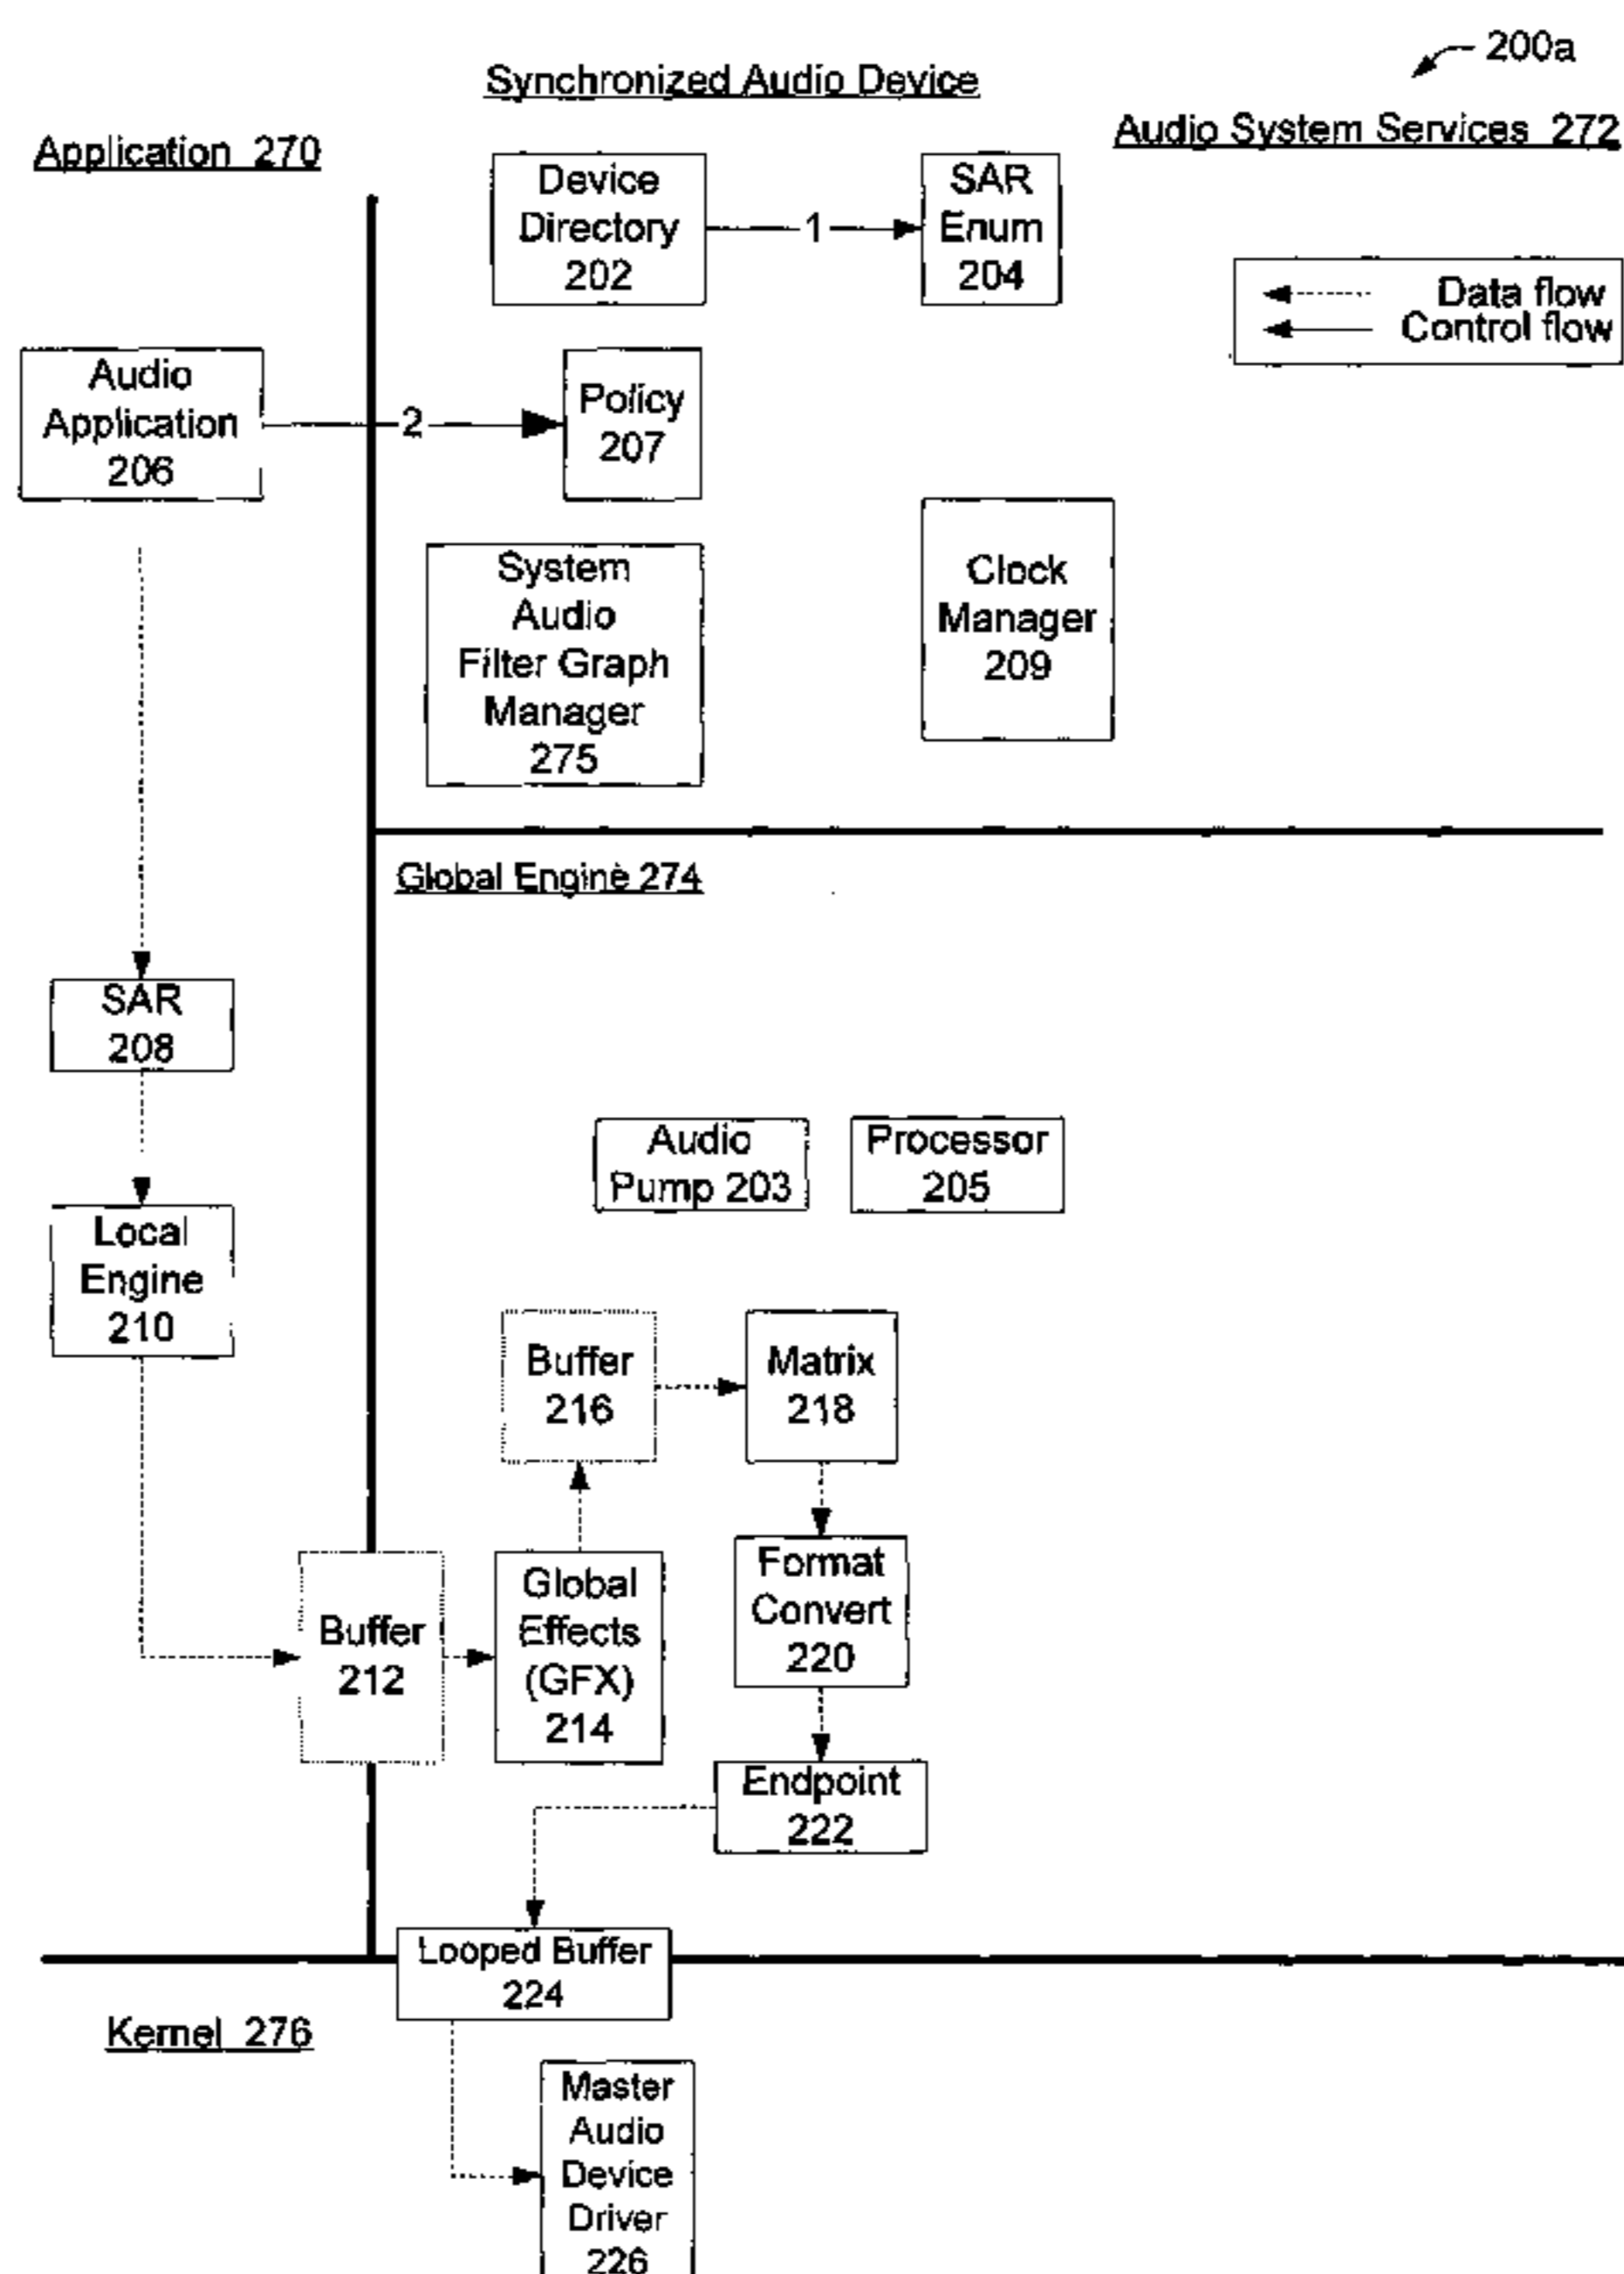 200a
Synchronized Audio Device
Application 270
Audio System Services 272
Device
Directory
202
1
SAR
Enum
204
Data flow
Control flow
Audio
Application
206
2
Policy
207
System
Audio
Filter Graph
Manager
275
Clock
Manager
209
Global Engine 274
SAR
208
Audio
Pump 203
Processor
205
Local
Engine
210
Buffer
216
Matrix
218
Format
Convert
220
Buffer
212
Global
Effects
(GFX)
214
Endpoint
222
Looped Buffer
224
Kernel 276
Master
Audio
Device
Driver
226